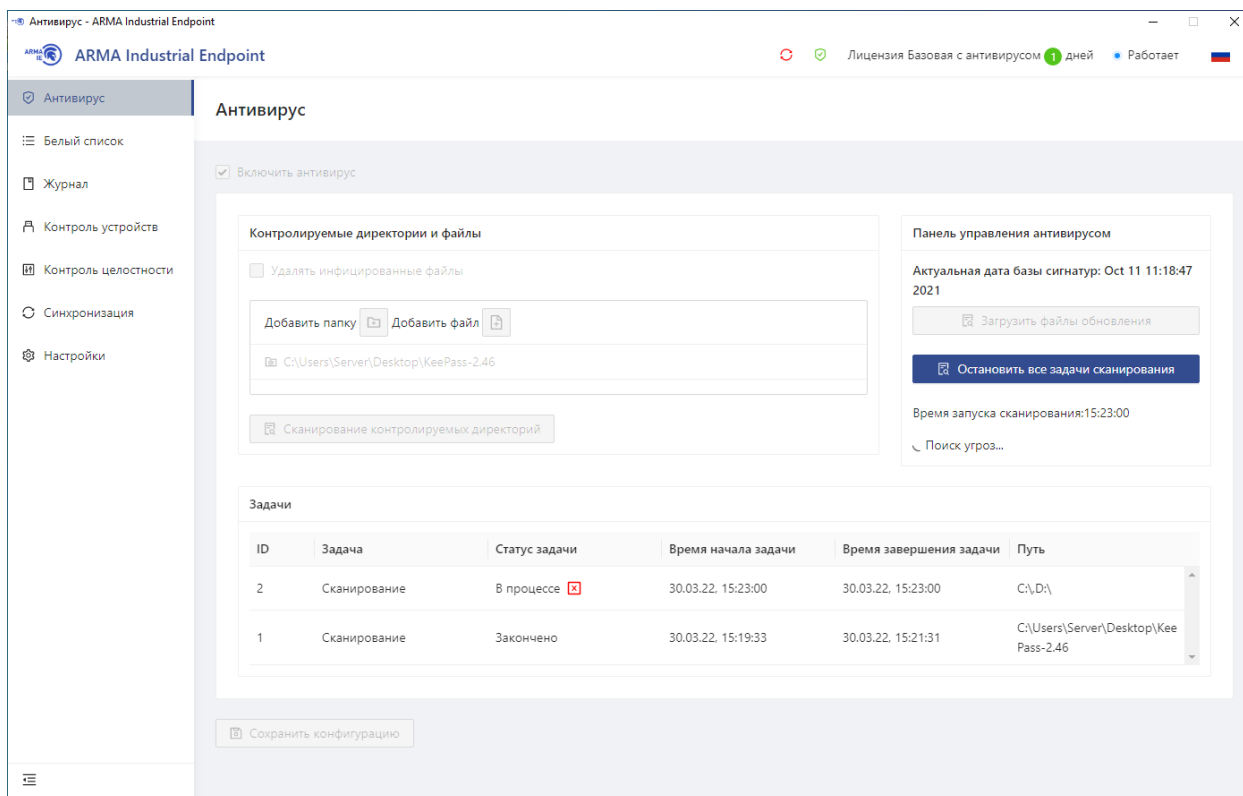 Антивирус - ARMA Industrial Endpoint
ARMA
IE
ARMA Industrial Endpoint
Лицензия Базовая с антивирусом 1 дней
Работает
Антивирус
Белый список
Журнал
Контроль устройств
Контроль целостности
Синхронизация
Настройки
Антивирус
Включить антивирус
Контролируемые директории и файлы
Удалять инфицированные файлы
Добавить папку Добавить файл
C:\Users\Server\Desktop\KeePass-2.46
Сканирование контролируемых директорий
Панель управления антивирусом
Актуальная дата базы сигнатур: Oct 11 11:18:47
2021
Загрузить файлы обновления
Остановить все задачи сканирования
Время запуска сканирования:15:23:00
Поиск угроз...
Задачи
ID Задача Статус задачи Время начала задачи Время завершения задачи Путь
2 Сканирование В процессе 30.03.22, 15:23:00 30.03.22, 15:23:00 C:\,D:\
1 Сканирование Закончено 30.03.22, 15:19:33 30.03.22, 15:21:31 C:\Users\Server\Desktop\Kee
Pass-2.46
Сохранить конфигурацию